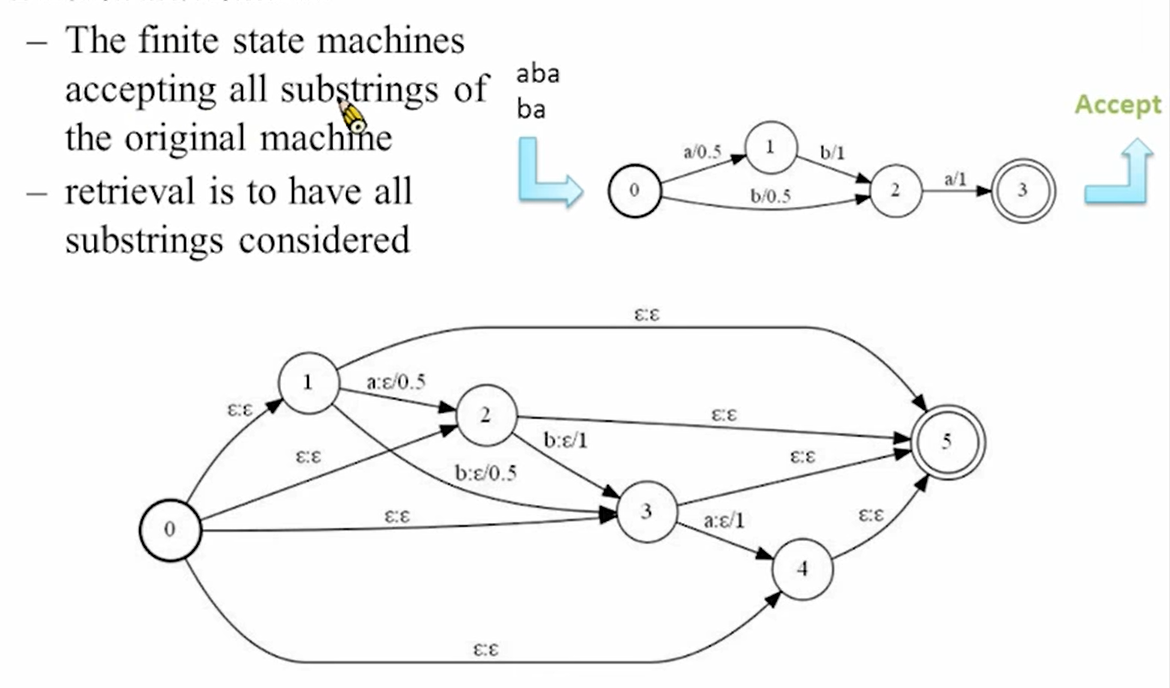 – The finite state machines
accepting all substrings of
the original machine
– retrieval is to have all
substrings considered
aba
ba
Accept
0
a/0.5
1
b/1
b/0.5
2
a/1
3
ε:ε
1
a:ε/0.5
2
ε:ε
ε:ε
5
b:ε/1
ε:ε
ε:ε
b:ε/0.5
3
ε:ε
a:ε/1
ε:ε
0
4
ε:ε